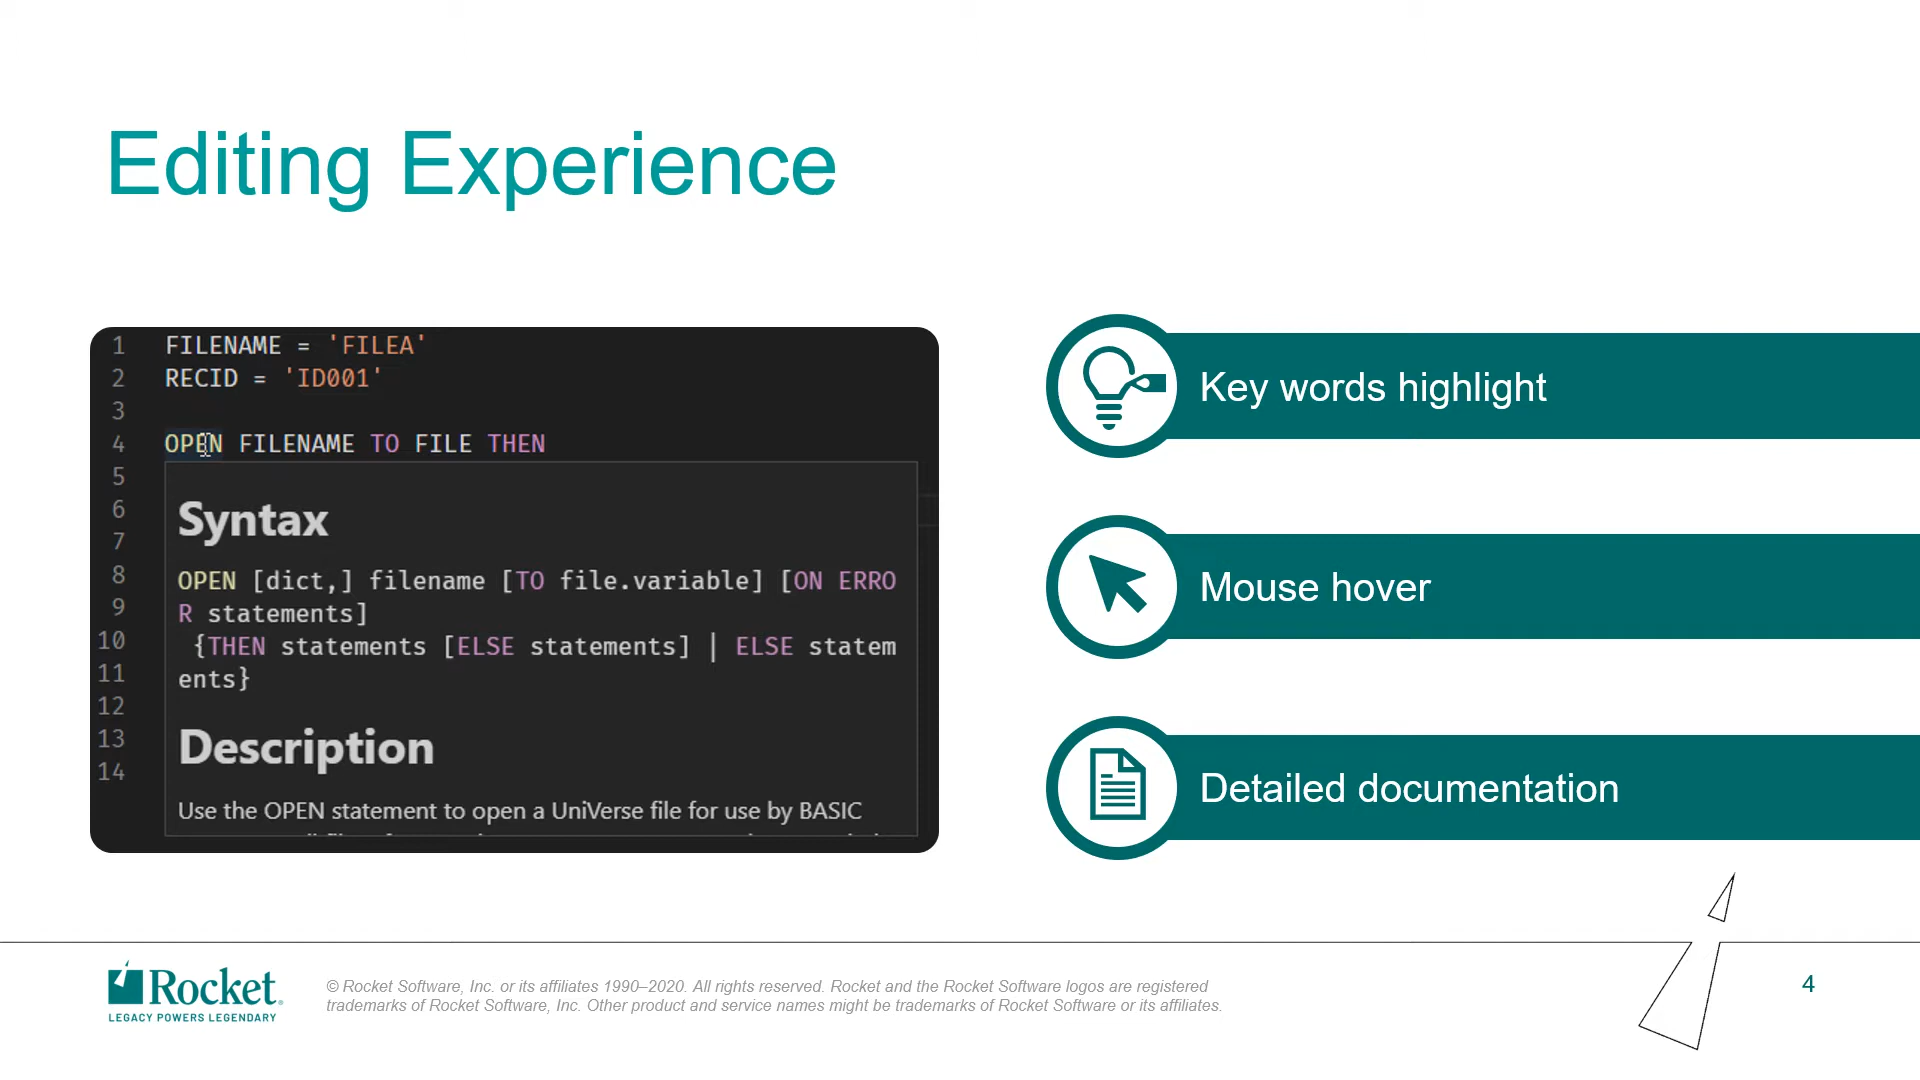 Editing Experience
1 FILENAME = 'FILEA'
2 RECID = 'ID001'
3
4 OPEN FILENAME TO FILE THEN
5
6
7
8
9
10
11
12
13
14
Syntax
OPEN [dict,] filename [TO file.variable] [ON ERRO
R statements]
{THEN statements [ELSE statements] | ELSE statem
ents}
Description
Use the OPEN statement to open a UniVerse file for use by BASIC
Key words highlight
Mouse hover
Detailed documentation
Rocket.
LEGACY POWERS LEGENDARY
© Rocket Software, Inc. or its affiliates 1990–2020. All rights reserved. Rocket and the Rocket Software logos are registered
trademarks of Rocket Software, Inc. Other product and service names might be trademarks of Rocket Software or its affiliates.
4